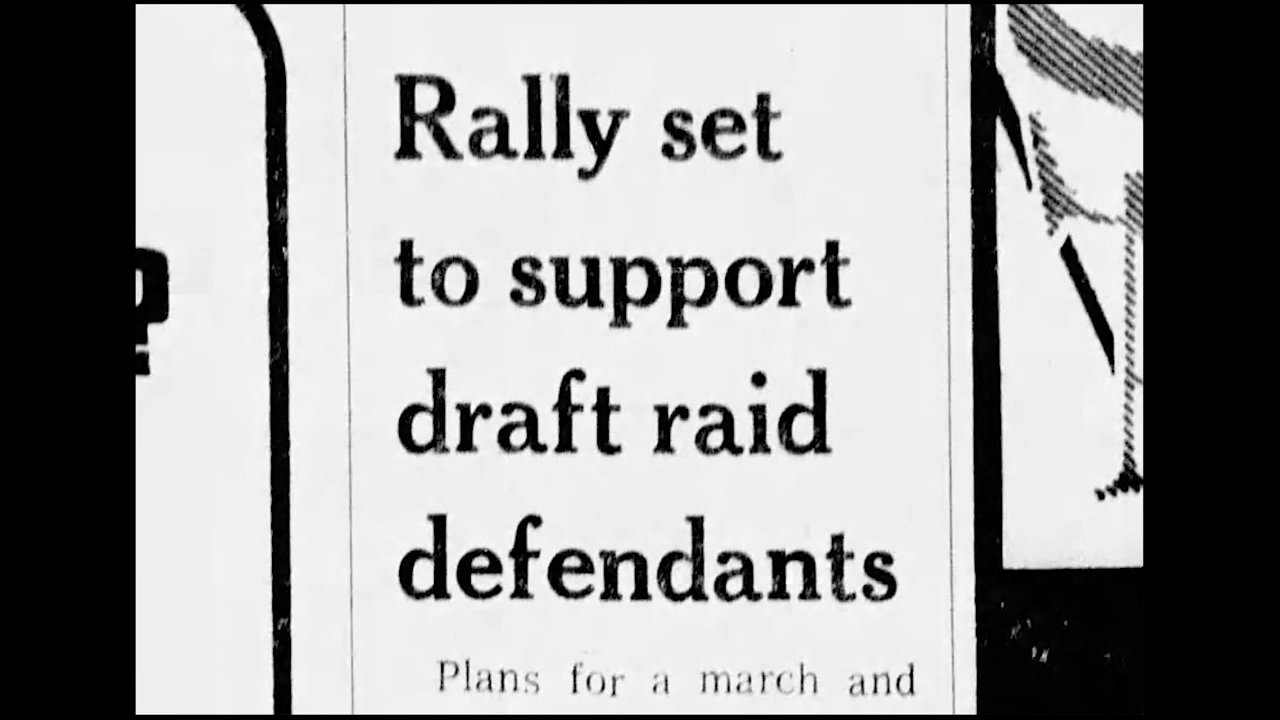 Rally set
to support
draft raid
defendants
Plans for a march and